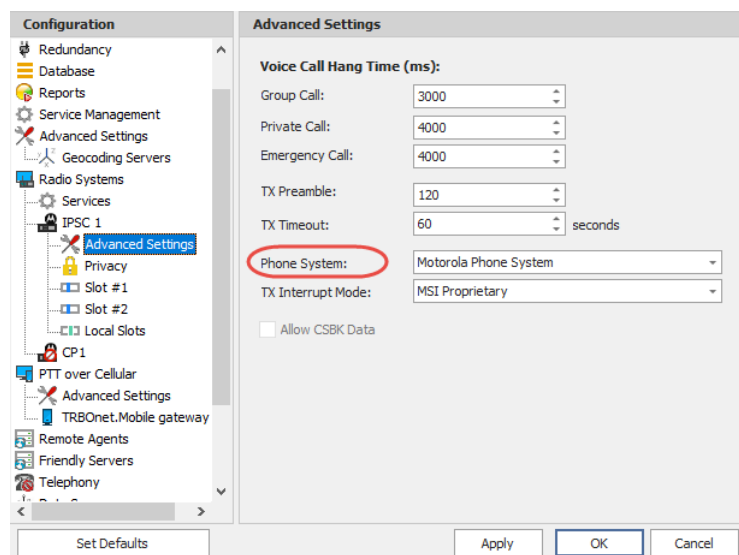 Configuration
Redundancy
Database
Reports
Service Management
Advanced Settings
Geocoding Servers
Radio Systems
Services
IPSC 1
Advanced Settings
Privacy
Slot #1
Slot #2
Local Slots
CP1
PTT over Cellular
Advanced Settings
TRBOnet.Mobile gateway
Remote Agents
Friendly Servers
Telephony
Set Defaults
Advanced Settings
Voice Call Hang Time (ms):
Group Call: 3000
Private Call: 4000
Emergency Call: 4000
TX Preamble: 120
TX Timeout: 60 seconds
Phone System: Motorola Phone System
TX Interrupt Mode: MSI Proprietary
Allow CSBK Data
Apply OK Cancel